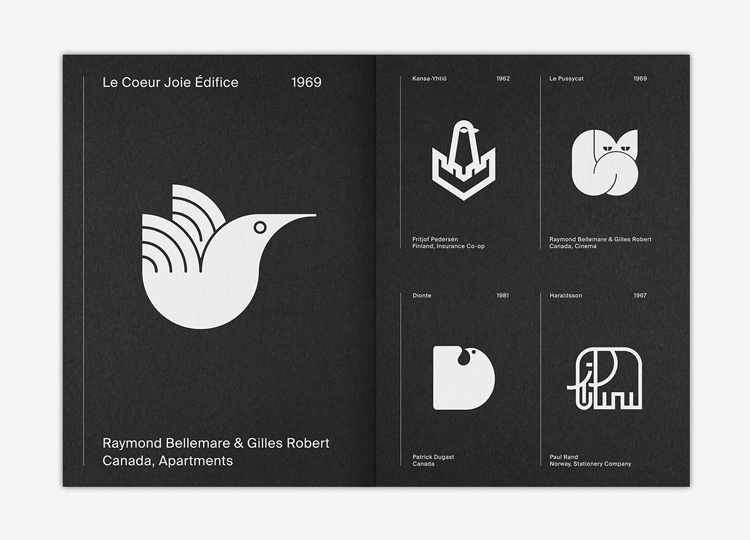 Le Coeur Joie Édifice 1969
Raymond Bellemare & Gilles Robert
Canada, Apartments
Kansa-Yhtiö 1962
Fritjof Pedersén
Finland, Insurance Co-op
Le Pussycat 1969
Raymond Bellemare & Gilles Robert
Canada, Cinema
Dionte 1981
Patrick Dugast
Canada
Haraldsson 1967
Paul Rand
Norway, Stationery Company